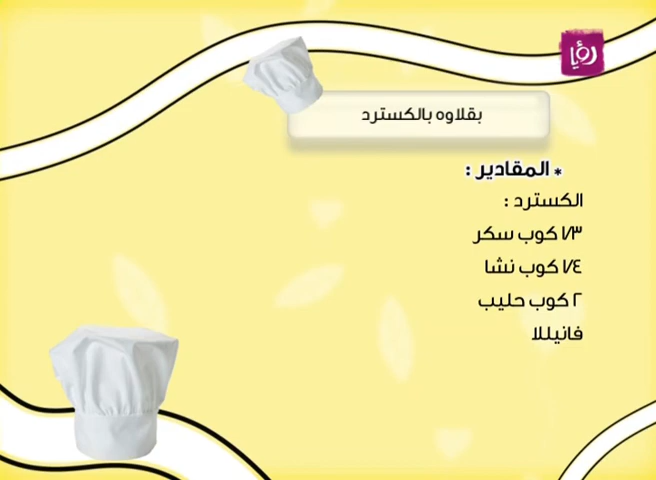 رؤيا
بقلاوه بالكسترد
* المقادير :
الكسترد :
١/٣ كوب سكر
١/٤ كوب نشا
٢ كوب حليب
فانيللا